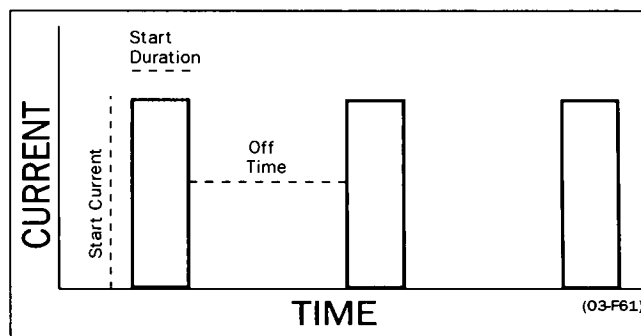 Start
Duration
CURRENT
Start Current
Off
Time
TIME
(03-F61)